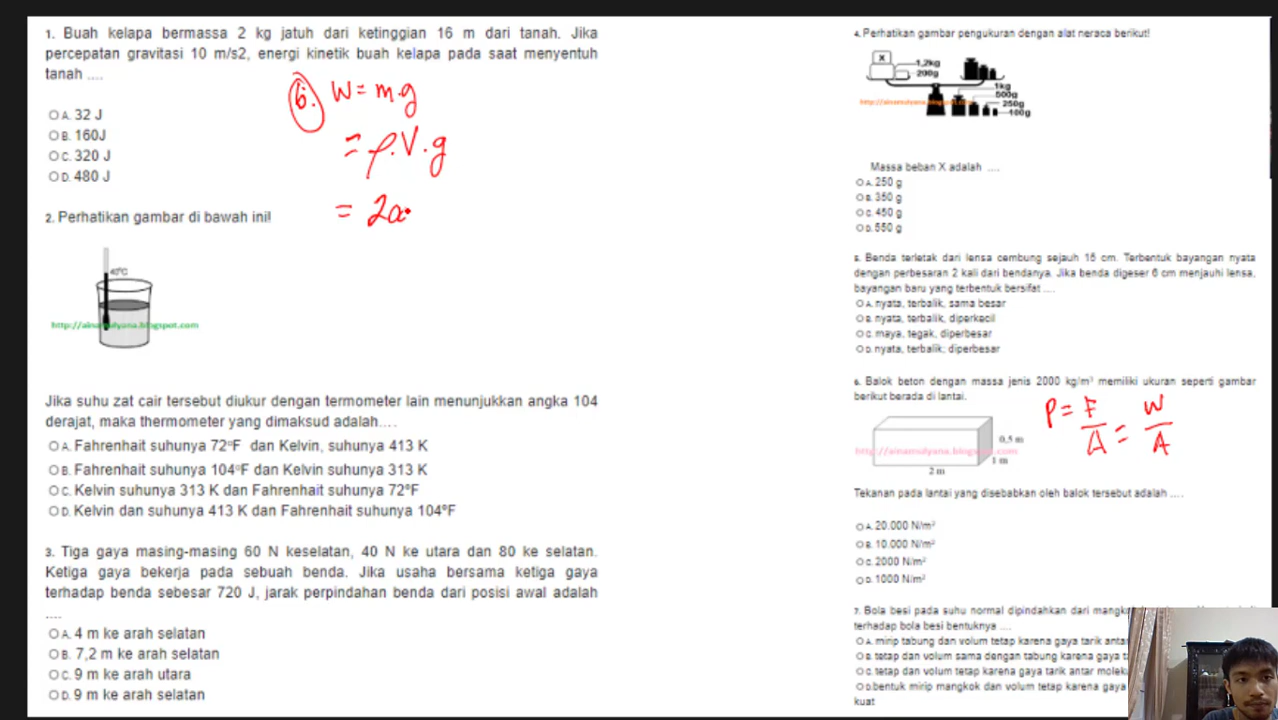 1. Buah kelapa bermassa 2 kg jatuh dari ketinggian 16 m dari tanah. Jika
percepatan gravitasi 10 m/s2, energi kinetik buah kelapa pada saat menyentuh
tanah ....
A. 32 J
B. 160J
C. 320 J
D. 480 J
6. W = mg
= ρ.V.g
2. Perhatikan gambar di bawah ini!
40°C
http://ainamulyana.blogspot.com
Jika suhu zat cair tersebut diukur dengan termometer lain menunjukkan angka 104
derajat, maka thermometer yang dimaksud adalah....
A. Fahrenhait suhunya 72°F dan Kelvin, suhunya 413 K
B. Fahrenhait suhunya 104°F dan Kelvin suhunya 313 K
C. Kelvin suhunya 313 K dan Fahrenhait suhunya 72°F
D. Kelvin dan suhunya 413 K dan Fahrenhait suhunya 104°F
3. Tiga gaya masing-masing 60 N keselatan, 40 N ke utara dan 80 ke selatan.
Ketiga gaya bekerja pada sebuah benda. Jika usaha bersama ketiga gaya
terhadap benda sebesar 720 J, jarak perpindahan benda dari posisi awal adalah
....
A. 4 m ke arah selatan
B. 7,2 m ke arah selatan
C. 9 m ke arah utara
D. 9 m ke arah selatan
4. Perhatikan gambar pengukuran dengan alat neraca berikut!
X
1,2kg
200g
1kg
500g
250g
100g
http://ainamulyana.blogspot.com
Massa beban X adalah ....
A. 250 g
B. 350 g
C. 450 g
D. 550 g
5. Benda terletak dari lensa cembung sejauh 15 cm. Terbentuk bayangan nyata
dengan perbesaran 2 kali dari bendanya. Jika benda digeser 6 cm menjauhi lensa,
bayangan baru yang terbentuk bersifat ....
A. nyata, terbalik, sama besar
B. nyata, terbalik, diperkecil
C. maya, tegak, diperbesar
D. nyata, terbalik, diperbesar
6. Balok beton dengan massa jenis 2000 kg/m³ memiliki ukuran seperti gambar
berikut berada di lantai.
P = F/A = W/A
0,5 m
1 m
2 m
http://ainamulyana.blogspot.com
Tekanan pada lantai yang disebabkan oleh balok tersebut adalah ....
A. 20.000 N/m²
B. 10.000 N/m²
C. 2000 N/m²
D. 1000 N/m²
7. Bola besi pada suhu normal dipindahkan dari
terhadap bola besi bentuknya ....
A. mirip tabung dan volum tetap karena gaya tarik
B. tetap dan volum sama dengan tabung karena gaya
C. tetap dan volum tetap karena gaya tarik antar
D. bentuk mirip mangkok dan volum tetap karena gaya
kuat